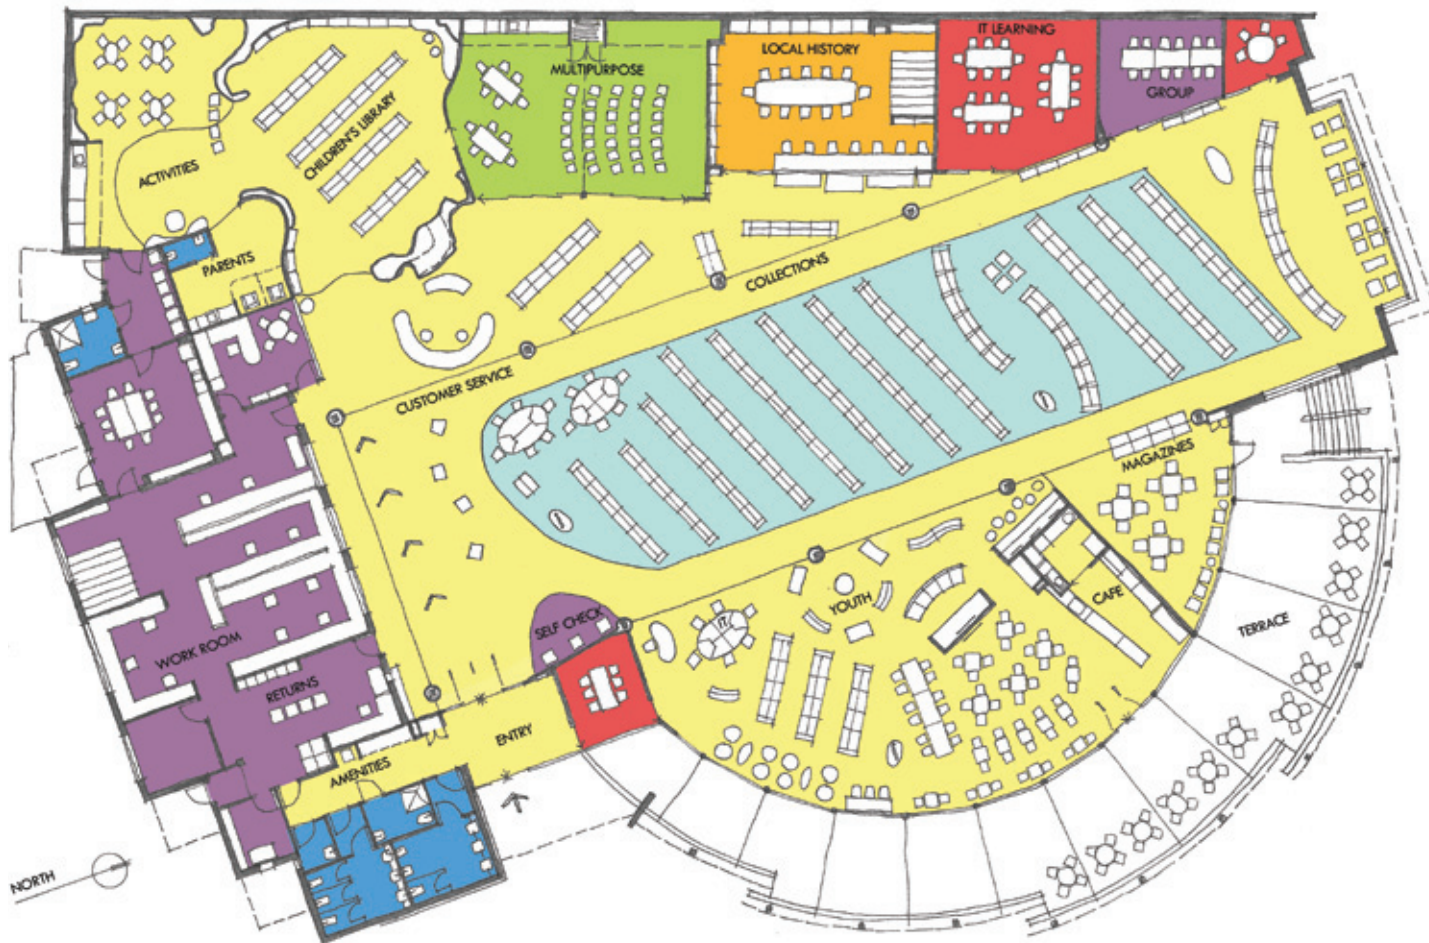 IT LEARNING
LOCAL HISTORY
MULTIPURPOSE
GROUP
CHILDREN'S LIBRARY
ACTIVITIES
PARENTS
COLLECTIONS
CUSTOMER SERVICE
MAGAZINES
SELF CHECK
IT
YOUTH
CAFE
TERRACE
WORK ROOM
RETURNS
ENTRY
AMENITIES
NORTH